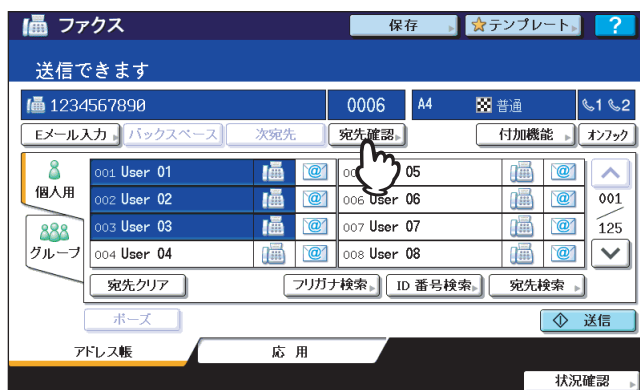 ファクス 保存 テンプレート ?
送信できます
1234567890 0006 A4 普通 1 2
Eメール入力 バックスペース 次宛先 宛先確認 付加機能 オンフック
個人用 001 User 01 @ 00 05 @
002 User 02 @ 006 User 06 @ 001
グループ 003 User 03 @ 007 User 07 @ 125
004 User 04 @ 008 User 08 @
宛先クリア フリガナ検索 ID 番号検索 宛先検索
ポーズ 送信
アドレス帳 応 用
状況確認